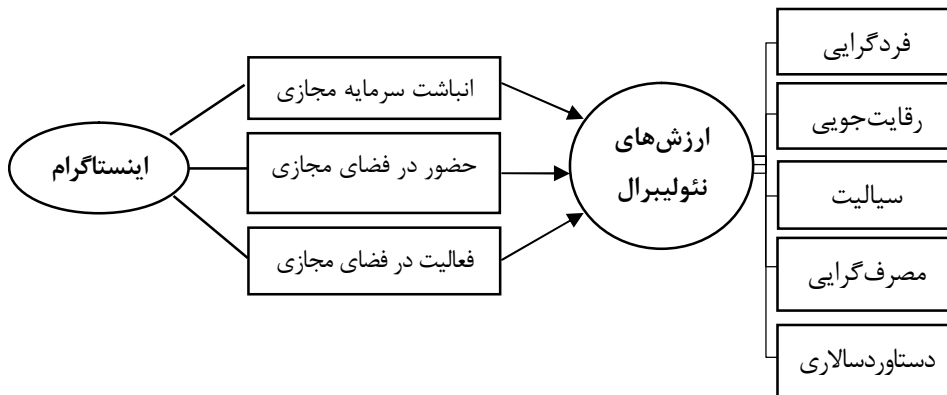 اینستاگرام
انباشت سرمایه مجازی
حضور در فضای مجازی
فعالیت در فضای مجازی
ارزش‌های
نئولیبرال
فردگرایی
رقابت‌جویی
سیالیت
مصرف‌گرایی
دستاوردسالاری